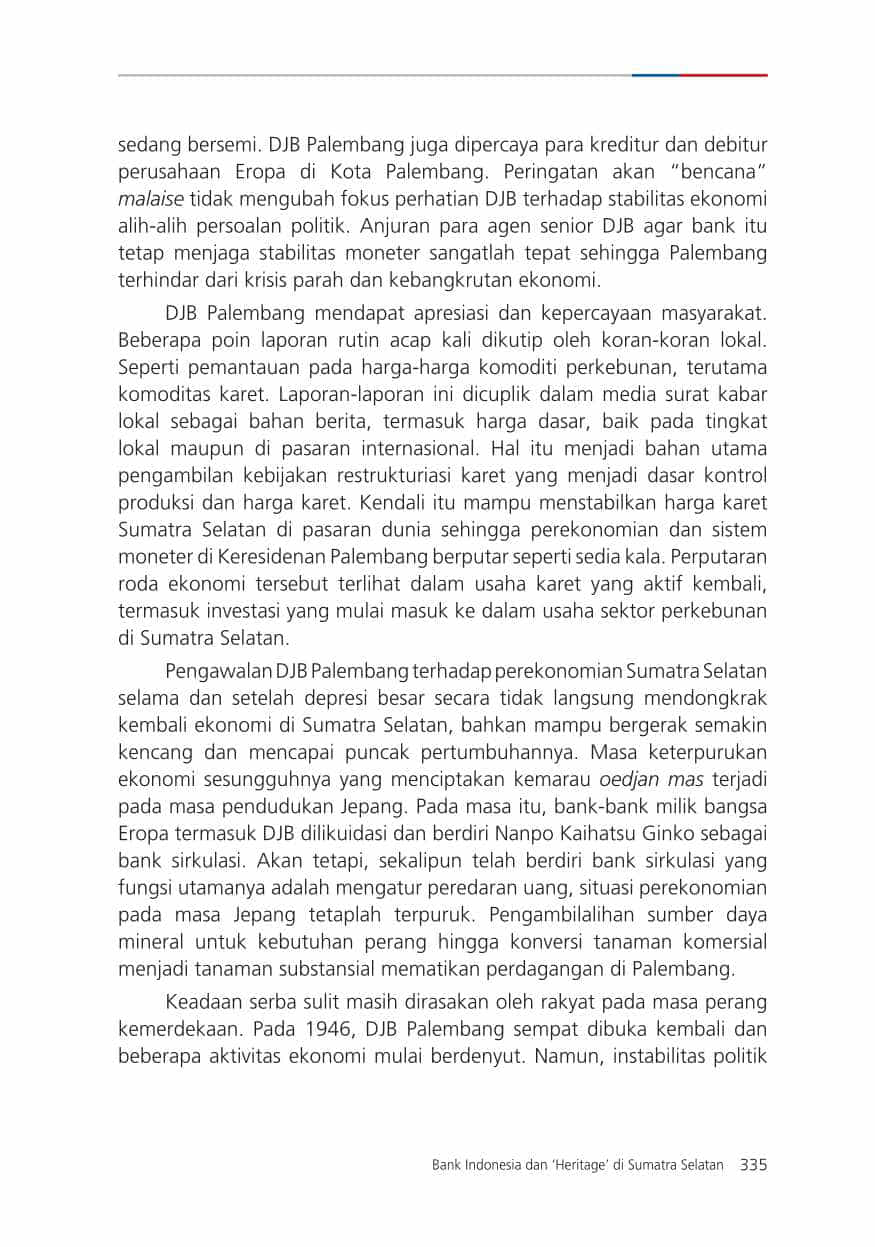 sedang bersemi. DJB Palembang juga dipercaya para kreditur dan debitur
perusahaan Eropa di Kota Palembang. Peringatan akan “bencana”
malaise tidak mengubah fokus perhatian DJB terhadap stabilitas ekonomi
alih-alih persoalan politik. Anjuran para agen senior DJB agar bank itu
tetap menjaga stabilitas moneter sangatlah tepat sehingga Palembang
terhindar dari krisis parah dan kebangkrutan ekonomi.
DJB Palembang mendapat apresiasi dan kepercayaan masyarakat.
Beberapa poin laporan rutin acap kali dikutip oleh koran-koran lokal.
Seperti pemantauan pada harga-harga komoditi perkebunan, terutama
komoditas karet. Laporan-laporan ini dicuplik dalam media surat kabar
lokal sebagai bahan berita, termasuk harga dasar, baik pada tingkat
lokal maupun di pasaran internasional. Hal itu menjadi bahan utama
pengambilan kebijakan restrukturiasi karet yang menjadi dasar kontrol
produksi dan harga karet. Kendali itu mampu menstabilkan harga karet
Sumatra Selatan di pasaran dunia sehingga perekonomian dan sistem
moneter di Keresidenan Palembang berputar seperti sedia kala. Perputaran
roda ekonomi tersebut terlihat dalam usaha karet yang aktif kembali,
termasuk investasi yang mulai masuk ke dalam usaha sektor perkebunan
di Sumatra Selatan.
Pengawalan DJB Palembang terhadap perekonomian Sumatra Selatan
selama dan setelah depresi besar secara tidak langsung mendongkrak
kembali ekonomi di Sumatra Selatan, bahkan mampu bergerak semakin
kencang dan mencapai puncak pertumbuhannya. Masa keterpurukan
ekonomi sesungguhnya yang menciptakan kemarau oedjan mas terjadi
pada masa pendudukan Jepang. Pada masa itu, bank-bank milik bangsa
Eropa termasuk DJB dilikuidasi dan berdiri Nanpo Kaihatsu Ginko sebagai
bank sirkulasi. Akan tetapi, sekalipun telah berdiri bank sirkulasi yang
fungsi utamanya adalah mengatur peredaran uang, situasi perekonomian
pada masa Jepang tetaplah terpuruk. Pengambilalihan sumber daya
mineral untuk kebutuhan perang hingga konversi tanaman komersial
menjadi tanaman substansial mematikan perdagangan di Palembang.
Keadaan serba sulit masih dirasakan oleh rakyat pada masa perang
kemerdekaan. Pada 1946, DJB Palembang sempat dibuka kembali dan
beberapa aktivitas ekonomi mulai berdenyut. Namun, instabilitas politik
Bank Indonesia dan ‘Heritage’ di Sumatra Selatan 335